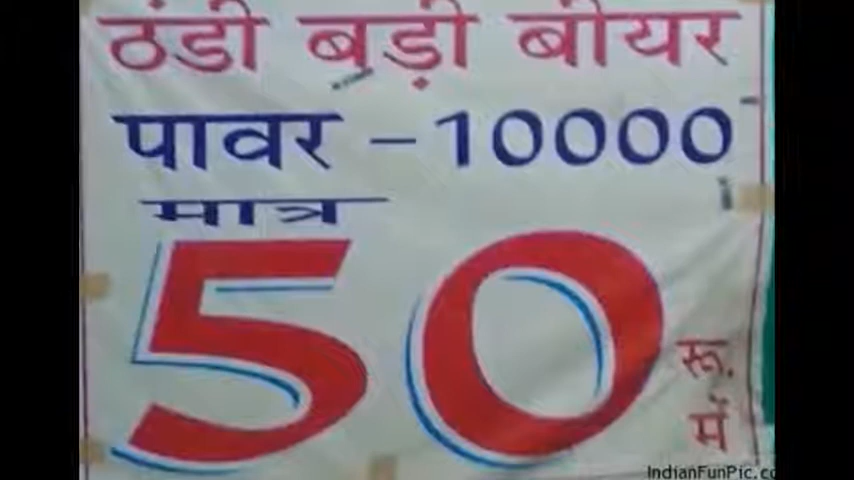 ठंडी बड़ी बीयर
पावर - 10000
मात्र
50
रू.
में
IndianFunPic.co